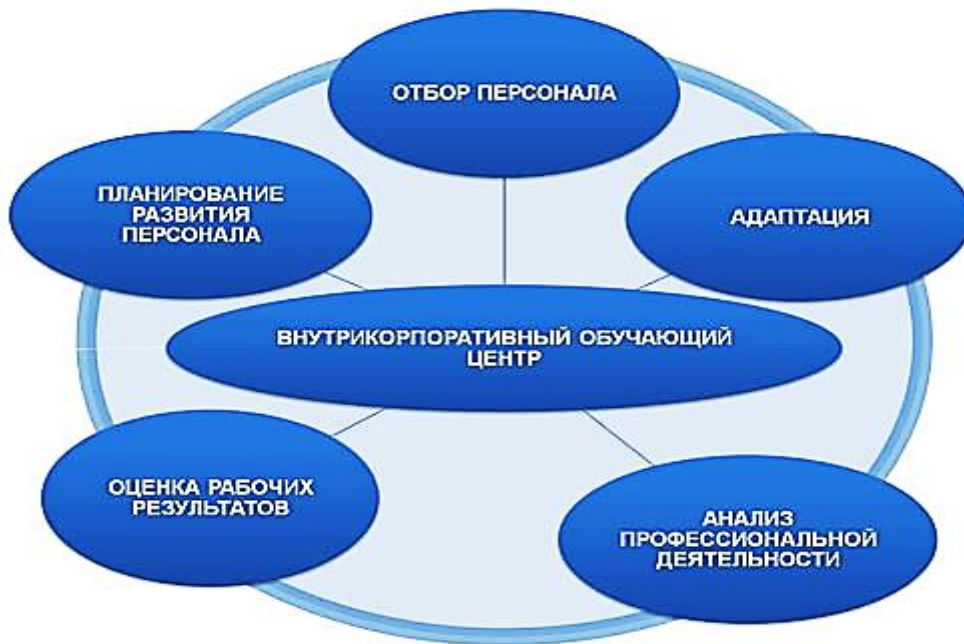 ОТБОР ПЕРСОНАЛА
ПЛАНИРОВАНИЕ
РАЗВИТИЯ
ПЕРСОНАЛА
АДАПТАЦИЯ
ВНУТРИКОРПОРАТИВНЫЙ ОБУЧАЮЩИЙ
ЦЕНТР
ОЦЕНКА РАБОЧИХ
РЕЗУЛЬТАТОВ
АНАЛИЗ
ПРОФЕССИОНАЛЬНОЙ
ДЕЯТЕЛЬНОСТИ